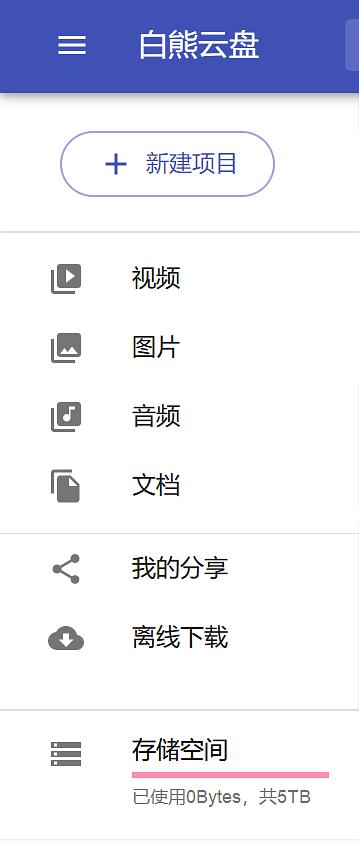 白熊云盘
新建项目
视频
图片
音频
文档
我的分享
离线下载
存储空间
已使用0Bytes，共5TB